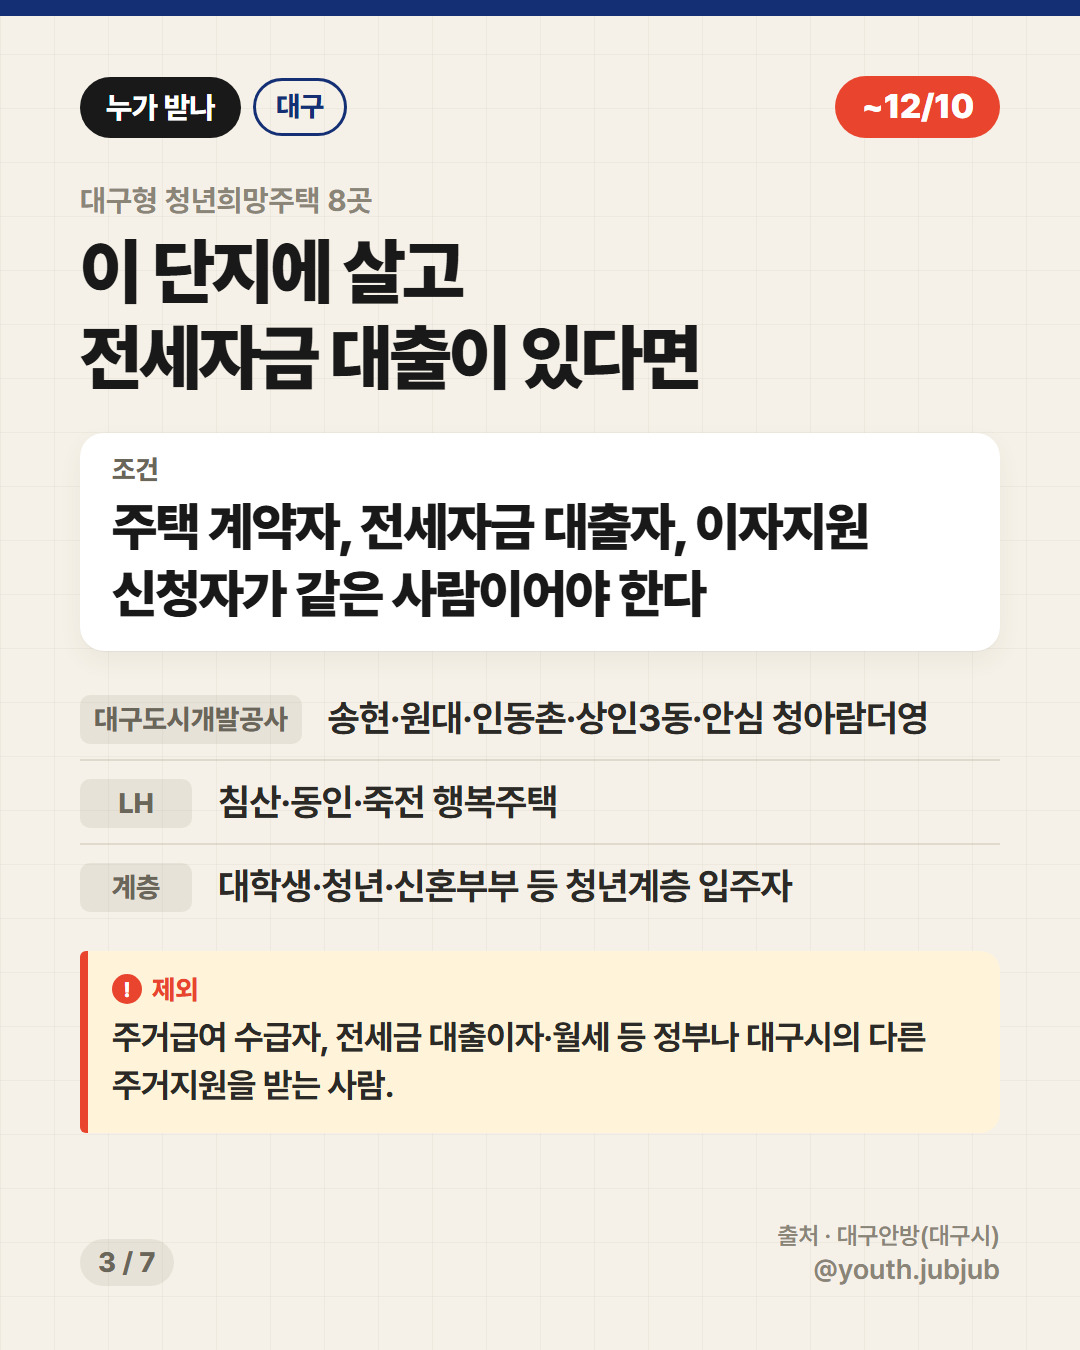 누가 받나
대구
~12/10
대구형 청년희망주택 8곳
이 단지에 살고
전세자금 대출이 있다면
조건
주택 계약자, 전세자금 대출자, 이자지원
신청자가 같은 사람이어야 한다
대구도시개발공사 송현·원대·인동촌·상인3동·안심 청아람더영
LH 침산·동인·죽전 행복주택
계층 대학생·청년·신혼부부 등 청년계층 입주자
! 제외
주거급여 수급자, 전세금 대출이자·월세 등 정부나 대구시의 다른
주거지원을 받는 사람.
3 / 7
출처 · 대구안방(대구시)
@youth.jubjub